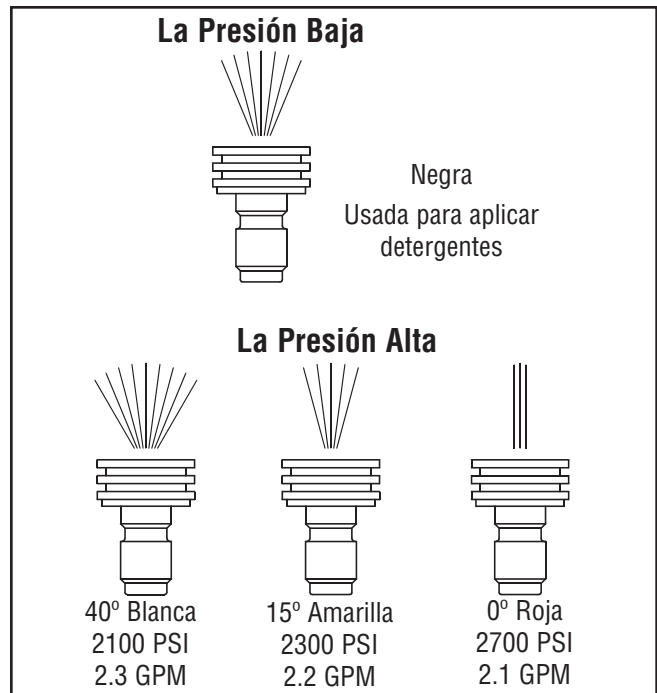 La Presión Baja
Negra
Usada para aplicar
detergentes
La Presión Alta
40º Blanca
2100 PSI
2.3 GPM
15º Amarilla
2300 PSI
2.2 GPM
0º Roja
2700 PSI
2.1 GPM